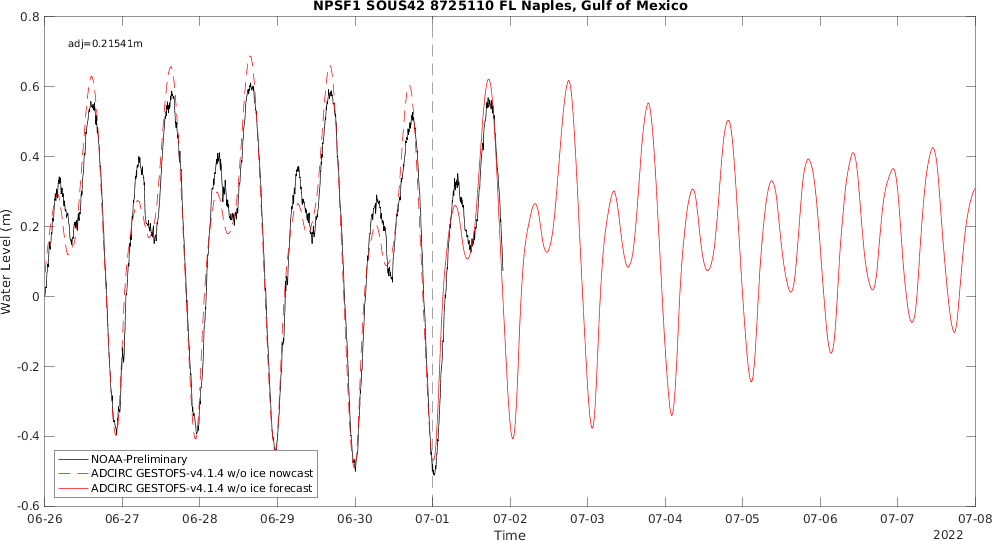 NPSF1 SOUS42 8725110 FL Naples, Gulf of Mexico
adj=0.21541m
0.8
0.6
0.4
0.2
0
-0.2
-0.4
-0.6
Water Level (m)
NOAA-Preliminary
ADCIRC GESTOFS-v4.1.4 w/o ice nowcast
ADCIRC GESTOFS-v4.1.4 w/o ice forecast
06-26 06-27 06-28 06-29 06-30 07-01 07-02 07-03 07-04 07-05 07-06 07-07 07-08
Time
2022